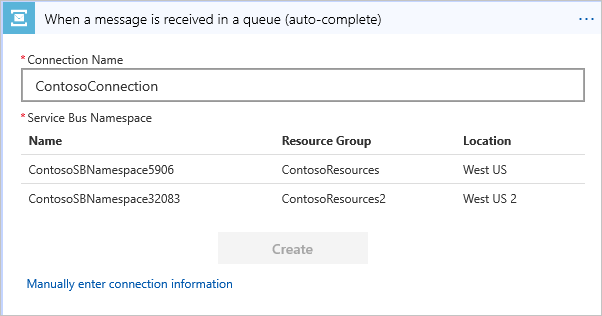 When a message is received in a queue (auto-complete)
* Connection Name
ContosoConnection
* Service Bus Namespace
Name Resource Group Location
ContosoSBNamespace5906 ContosoResources West US
ContosoSBNamespace32083 ContosoResources2 West US 2
Create
Manually enter connection information